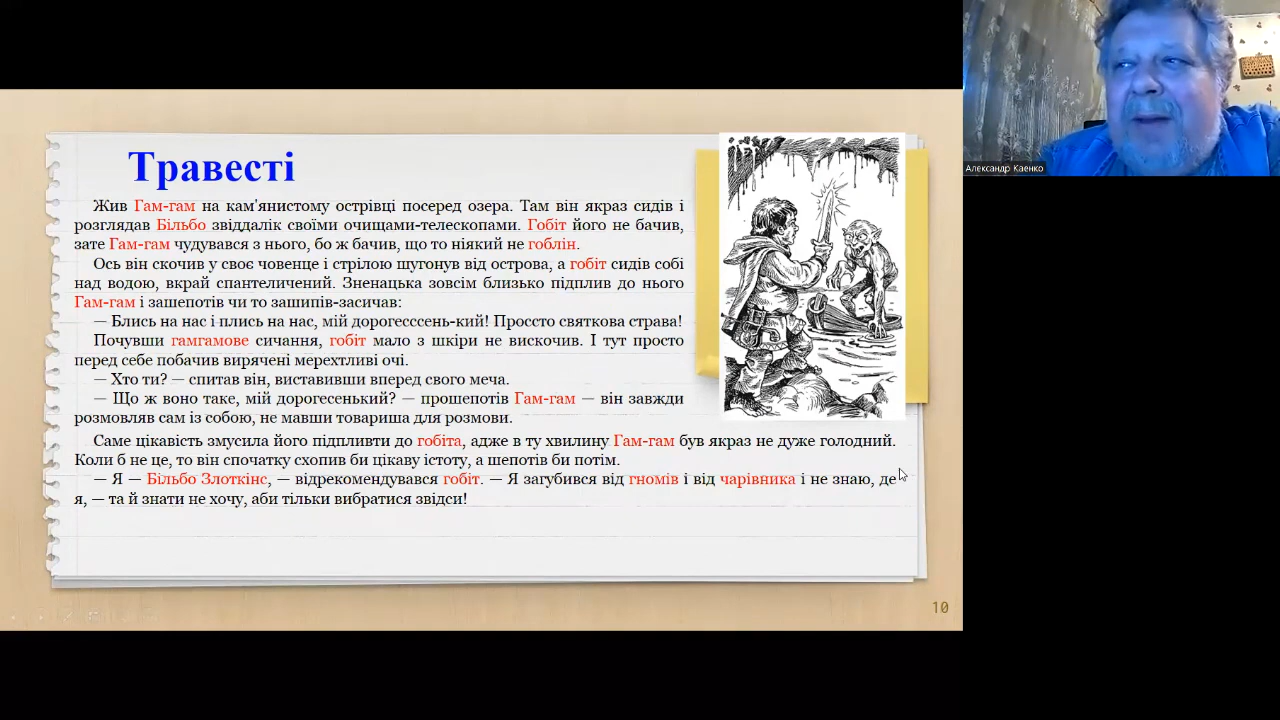 Травесті
Жив Гам-гам на кам'янистому острівці посеред озера. Там він якраз сидів і
розглядав Більбо звіддалік своїми очищами-телескопами. Гобіт його не бачив,
зате Гам-гам чудувався з нього, бо ж бачив, що то ніякий не гоблін.
Ось він скочив у своє човенце і стрілою шугонув від острова, а гобіт сидів собі
над водою, вкрай спантеличений. Зненацька зовсім близько підплив до нього
Гам-гам і зашепотів чи то зашипів-засичав:
— Блись на нас і плись на нас, мій дорогесссень-кий! Проссто святкова страва!
Почувши гамгамове сичання, гобіт мало з шкіри не вискочив. І тут просто
перед себе побачив вирячені мерехтливі очі.
— Хто ти? — спитав він, виставивши вперед свого меча.
— Що ж воно таке, мій дорогесенький? — прошепотів Гам-гам — він завжди
розмовляв сам із собою, не мавши товариша для розмови.
Саме цікавість змусила його підпливти до гобіта, адже в ту хвилину Гам-гам був якраз не дуже голодний.
Коли б не це, то він спочатку схопив би цікаву істоту, а шепотів би потім.
— Я — Більбо Злоткінс, — відрекомендувався гобіт. — Я загубився від гномів і від чарівника і не знаю, де
я, — та й знати не хочу, аби тільки вибратися звідси!
10
Александр Каенко